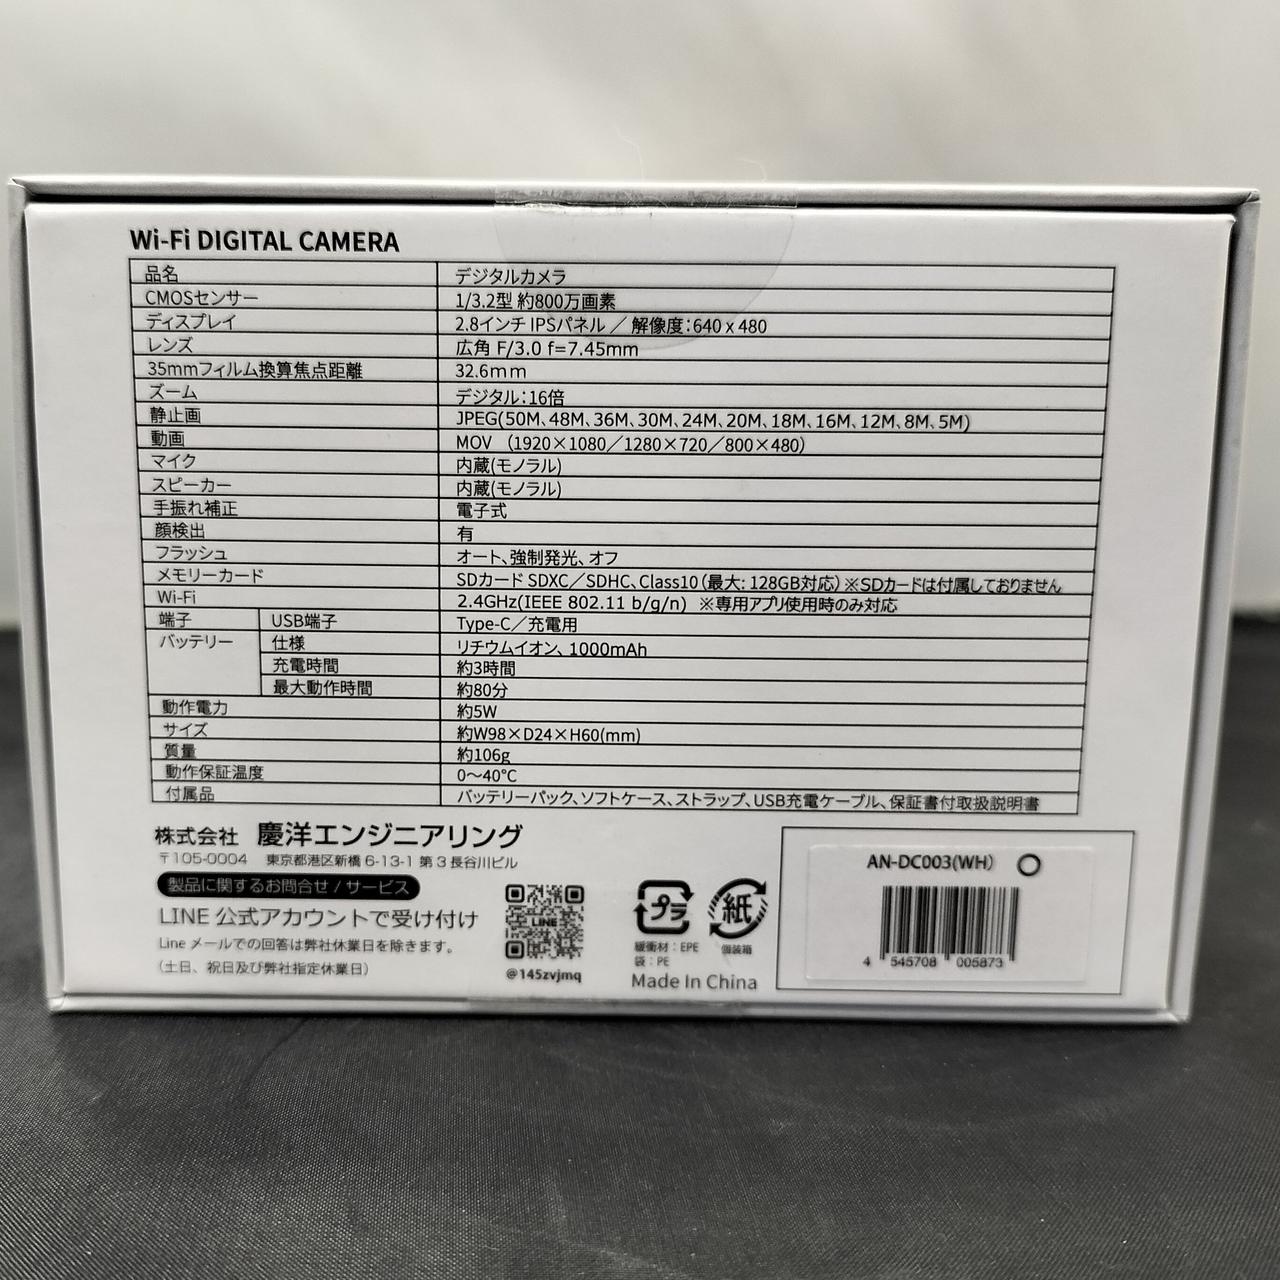 Wi-Fi DIGITAL CAMERA
品名 デジタルカメラ
CMOSセンサー 1/3.2型 約800万画素
ディスプレイ 2.8インチ IPSパネル ／ 解像度：640 x 480
レンズ 広角 F/3.0 f=7.45mm
35mmフィルム換算焦点距離 32.6mm
ズーム デジタル：16倍
静止画 JPEG(50M、48M、36M、30M、24M、20M、18M、16M、12M、8M、5M)
動画 MOV （1920×1080／1280×720／800×480）
マイク 内蔵(モノラル)
スピーカー 内蔵(モノラル)
手振れ補正 電子式
顔検出 有
フラッシュ オート、強制発光、オフ
メモリーカード SDカード SDXC／SDHC、Class10（最大: 128GB対応）※SDカードは付属しておりません
Wi-Fi 2.4GHz(IEEE 802.11 b/g/n) ※専用アプリ使用時のみ対応
端子 USB端子 Type-C／充電用
バッテリー 仕様 リチウムイオン、1000mAh
充電時間 約3時間
最大動作時間 約80分
動作電力 約5W
サイズ 約W98×D24×H60(mm)
質量 約106g
動作保証温度 0～40℃
付属品 バッテリーパック、ソフトケース、ストラップ、USB充電ケーブル、保証書付取扱説明書
株式会社 慶洋エンジニアリング
〒105-0004 東京都港区新橋 6-13-1 第3長谷川ビル
製品に関するお問合せ / サービス
LINE 公式アカウントで受け付け
Line メールでの回答は弊社休業日を除きます。
（土日、祝日及び弊社指定休業日）
LINE
@145zvjmq
プラ
緩衝材：EPE
袋：PE
紙
個装箱
Made In China
AN-DC003(WH)
4 545708 005873